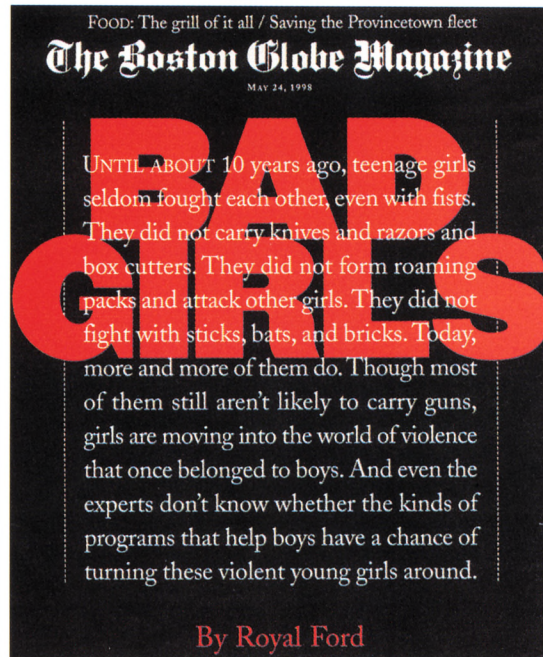 FOOD: The grill of it all / Saving the Provincetown fleet
The Boston Globe Magazine
MAY 24, 1998
BAD
GIRLS
UNTIL ABOUT 10 years ago, teenage girls
seldom fought each other, even with fists.
They did not carry knives and razors and
box cutters. They did not form roaming
packs and attack other girls. They did not
fight with sticks, bats, and bricks. Today,
more and more of them do. Though most
of them still aren't likely to carry guns,
girls are moving into the world of violence
that once belonged to boys. And even the
experts don't know whether the kinds of
programs that help boys have a chance of
turning these violent young girls around.
By Royal Ford